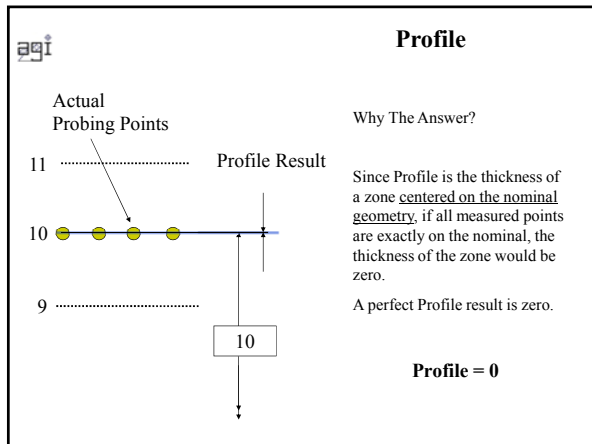 agi
Profile
Actual
Probing Points
11
Profile Result
10
9
10
Why The Answer?
Since Profile is the thickness of
a zone centered on the nominal
geometry, if all measured points
are exactly on the nominal, the
thickness of the zone would be
zero.
A perfect Profile result is zero.
Profile = 0